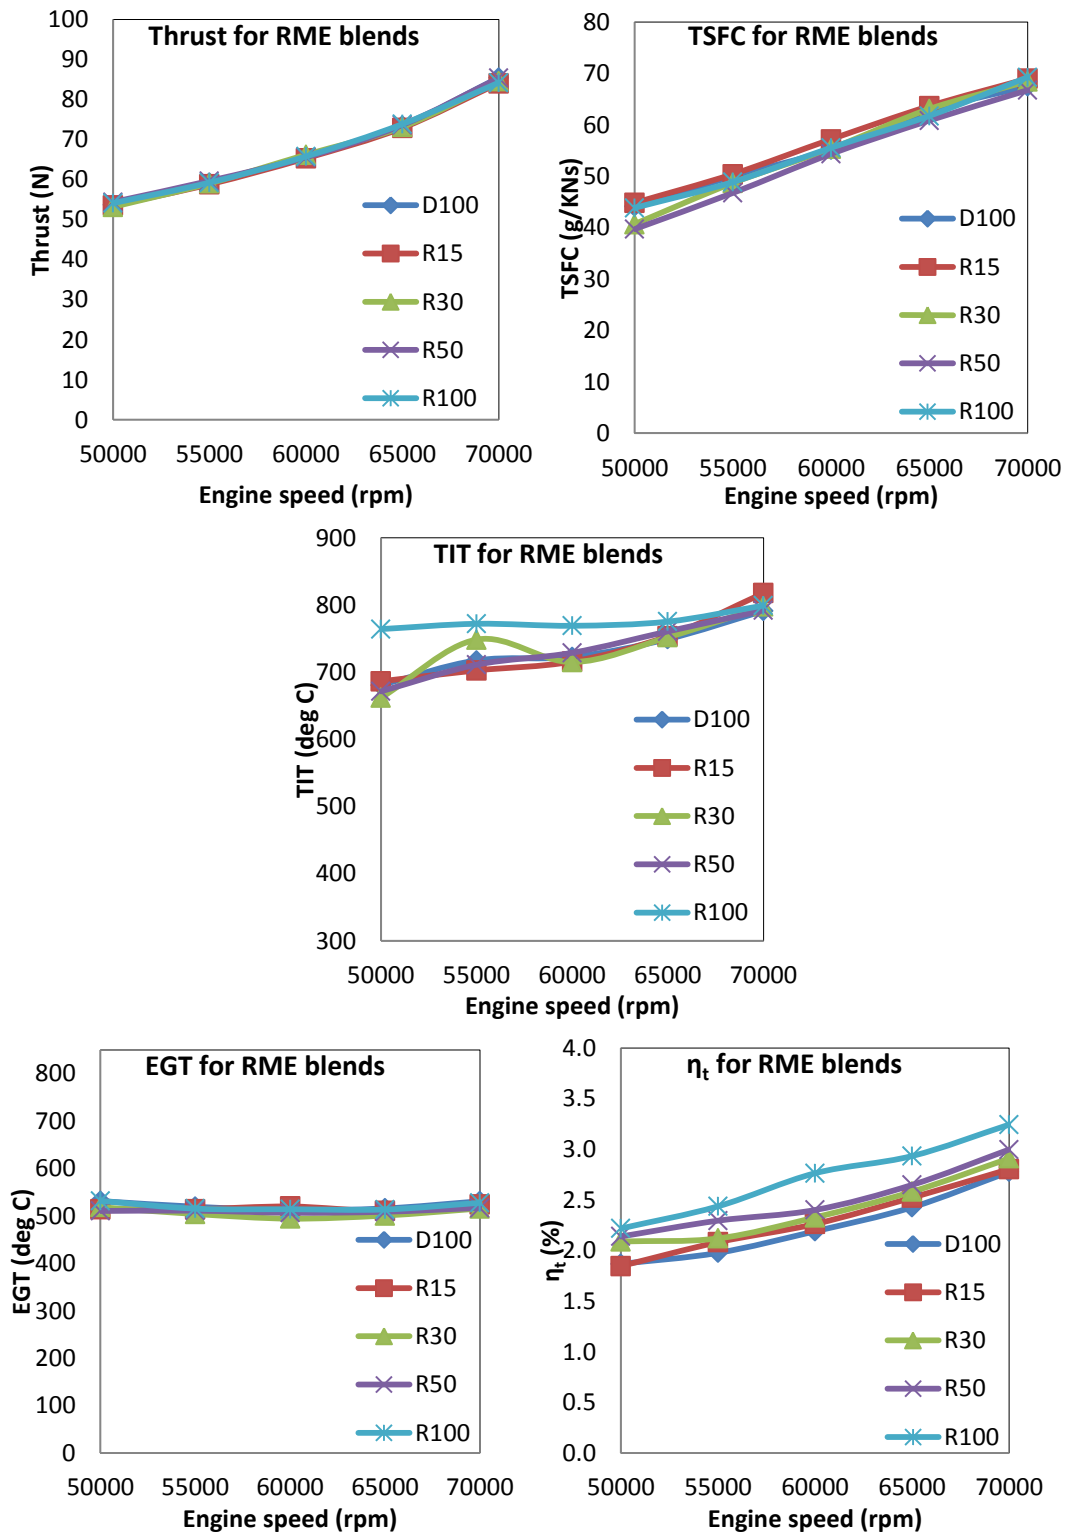 Thrust for RME blends
100
90
80
70
60
50
40
30
20
10
0
Thrust (N)
D100
R15
R30
R50
R100
50000 55000 60000 65000 70000
Engine speed (rpm)
TSFC for RME blends
80
70
60
50
40
30
20
10
0
TSFC (g/KNs)
D100
R15
R30
R50
R100
50000 55000 60000 65000 70000
Engine speed (rpm)
TIT for RME blends
900
800
700
600
500
400
300
TIT (deg C)
D100
R15
R30
R50
R100
50000 55000 60000 65000 70000
Engine speed (rpm)
EGT for RME blends
800
700
600
500
400
300
200
100
0
EGT (deg C)
D100
R15
R30
R50
R100
50000 55000 60000 65000 70000
Engine speed (rpm)
ηt for RME blends
4.0
3.5
3.0
2.5
2.0
1.5
1.0
0.5
0.0
ηt (%)
D100
R15
R30
R50
R100
50000 55000 60000 65000 70000
Engine speed (rpm)